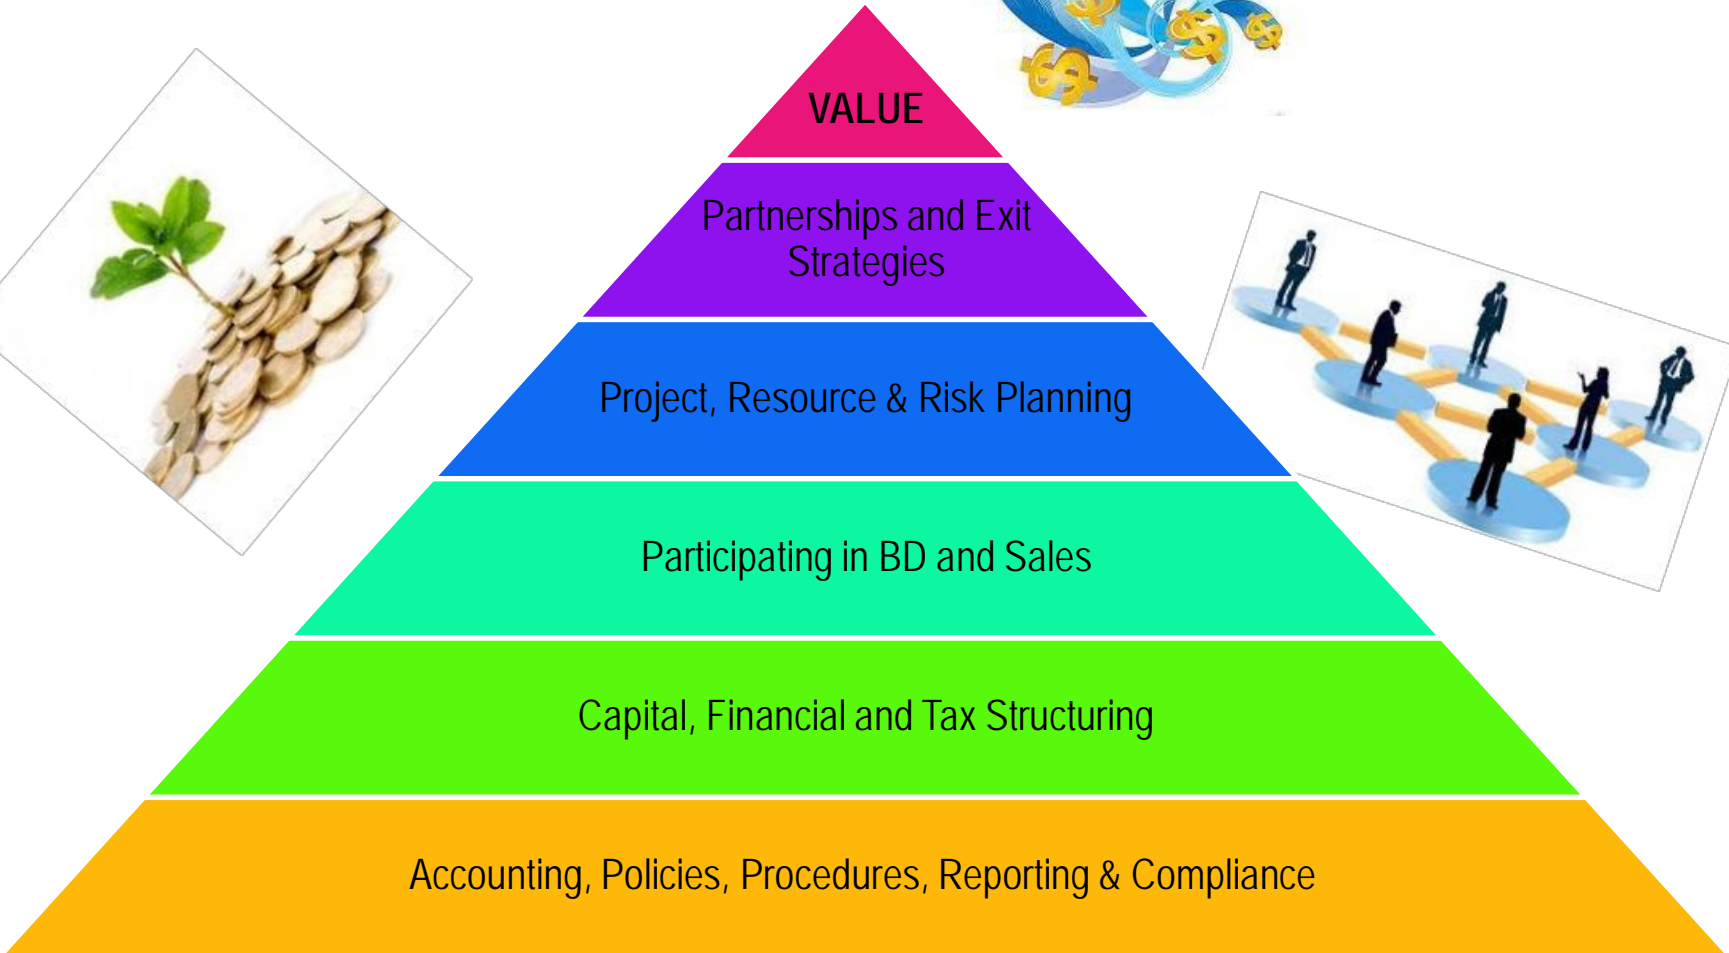 VALUE
Partnerships and Exit
Strategies
Project, Resource & Risk Planning
Participating in BD and Sales
Capital, Financial and Tax Structuring
Accounting, Policies, Procedures, Reporting & Compliance